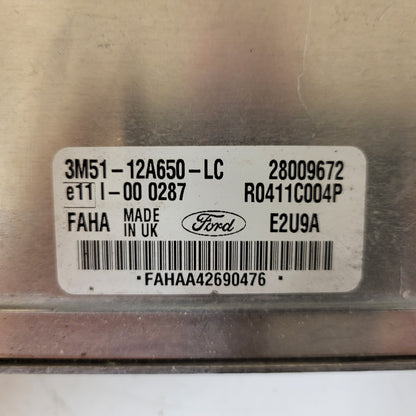 3M51-12A650-LC 28009672
e11 I-00 0287 R0411C004P
FAHA MADE IN UK Ford E2U9A
·FAHAA42690476·